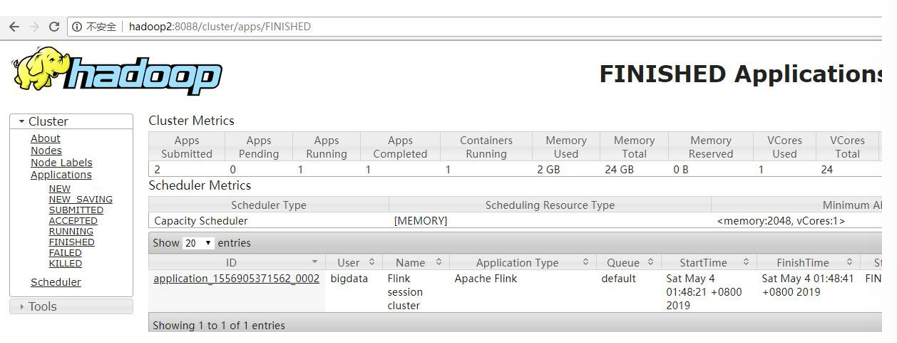 不安全 | hadoop2:8088/cluster/apps/FINISHED
hadoop
FINISHED Applications
Cluster
About
Nodes
Node Labels
Applications
NEW
NEW_SAVING
SUBMITTED
ACCEPTED
RUNNING
FINISHED
FAILED
KILLED
Scheduler
Tools
Cluster Metrics
Apps Submitted Apps Pending Apps Running Apps Completed Containers Running Memory Used Memory Total Memory Reserved VCores Used VCores Total
2 0 1 1 1 2 GB 24 GB 0 B 1 24
Scheduler Metrics
Scheduler Type Scheduling Resource Type Minimum Al
Capacity Scheduler [MEMORY] <memory:2048, vCores:1>
Show 20 entries
ID User Name Application Type Queue StartTime FinishTime S
application_1556905371562_0002 bigdata Flink session cluster Apache Flink default Sat May 4 01:48:21 +0800 2019 Sat May 4 01:48:41 +0800 2019 FIN
Showing 1 to 1 of 1 entries